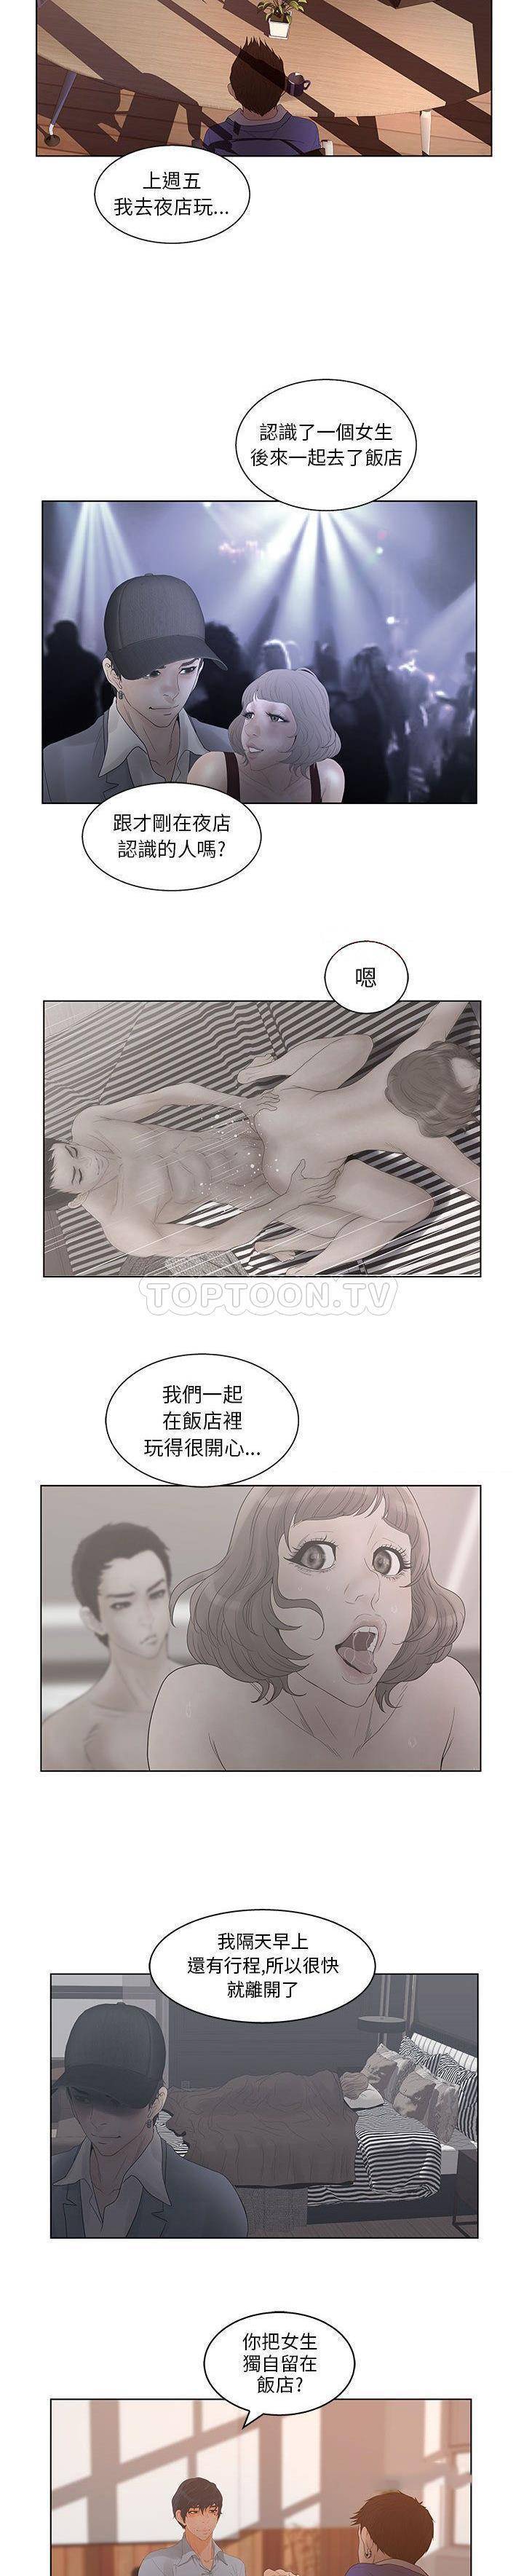 上週五
我去夜店玩...
認識了一個女生
後來一起去了飯店
跟才剛在夜店
認識的人嗎?
嗯
TOPTOON.TV
我們一起
在飯店裡
玩得很開心...
我隔天早上
還有行程,所以很快
就離開了
你把女生
獨自留在
飯店?